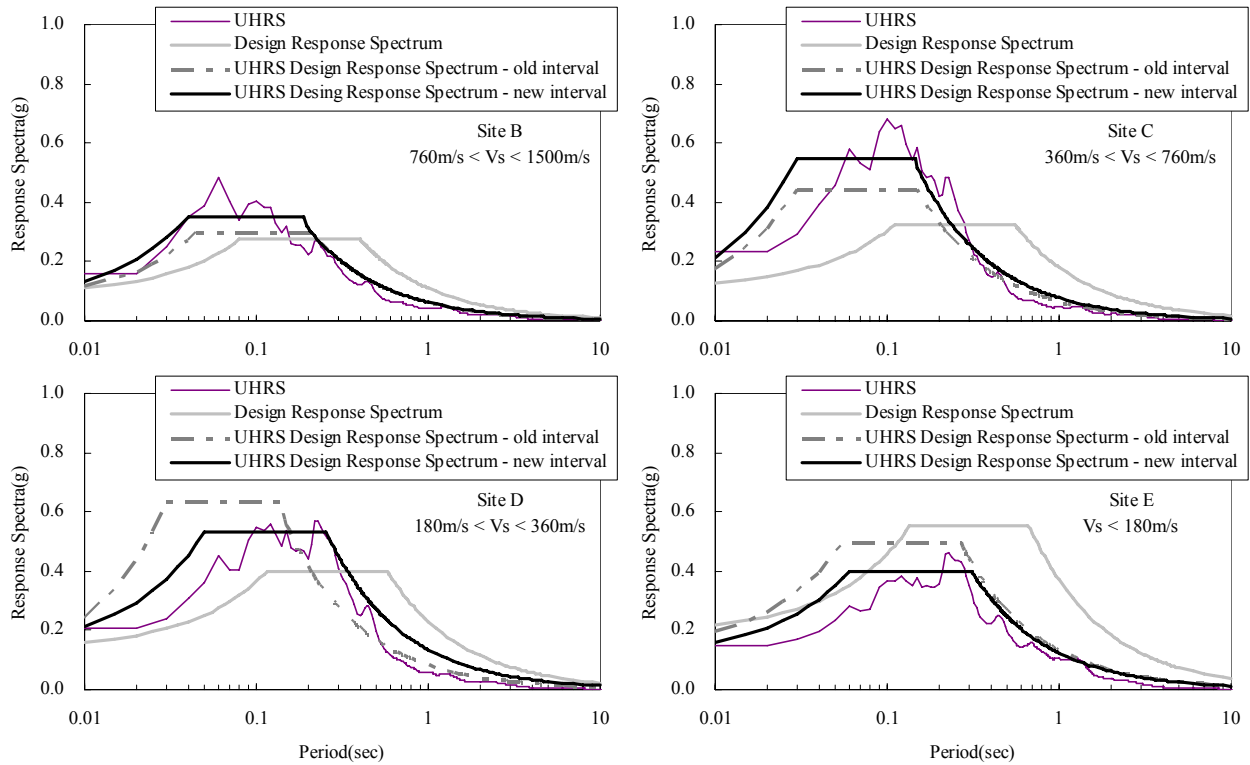 UHRS
Design Response Spectrum
UHRS Design Response Spectrum - old interval
UHRS Desing Response Spectrum - new interval
Site B
760m/s < Vs < 1500m/s
Response Spectra(g)
1.0
0.8
0.6
0.4
0.2
0.0
0.01
0.1
1
10
UHRS
Design Response Spectrum
UHRS Design Response Spectrum - old interval
UHRS Design Response Spectrum - new interval
Site C
360m/s < Vs < 760m/s
Response Spectra(g)
1.0
0.8
0.6
0.4
0.2
0.0
0.01
0.1
1
10
UHRS
Design Response Spectrum
UHRS Design Response Spectrum - old interval
UHRS Design Response Spectrum - new interval
Site D
180m/s < Vs < 360m/s
Response Spectra(g)
1.0
0.8
0.6
0.4
0.2
0.0
0.01
0.1
1
10
Period(sec)
UHRS
Design Response Spectrum
UHRS Design Response Specturm - old interval
UHRS Design Response Spectrum - new interval
Site E
Vs < 180m/s
Response Spectra(g)
1.0
0.8
0.6
0.4
0.2
0.0
0.01
0.1
1
10
Period(sec)